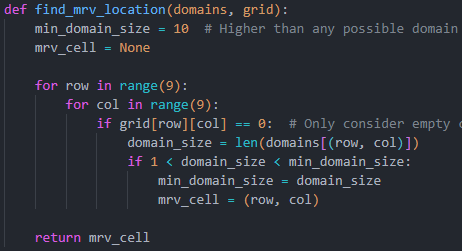 def find_mrv_location(domains, grid):
    min_domain_size = 10  # Higher than any possible domain
    mrv_cell = None

    for row in range(9):
        for col in range(9):
            if grid[row][col] == 0:  # Only consider empty
                domain_size = len(domains[(row, col)])
                if 1 < domain_size < min_domain_size:
                    min_domain_size = domain_size
                    mrv_cell = (row, col)

    return mrv_cell